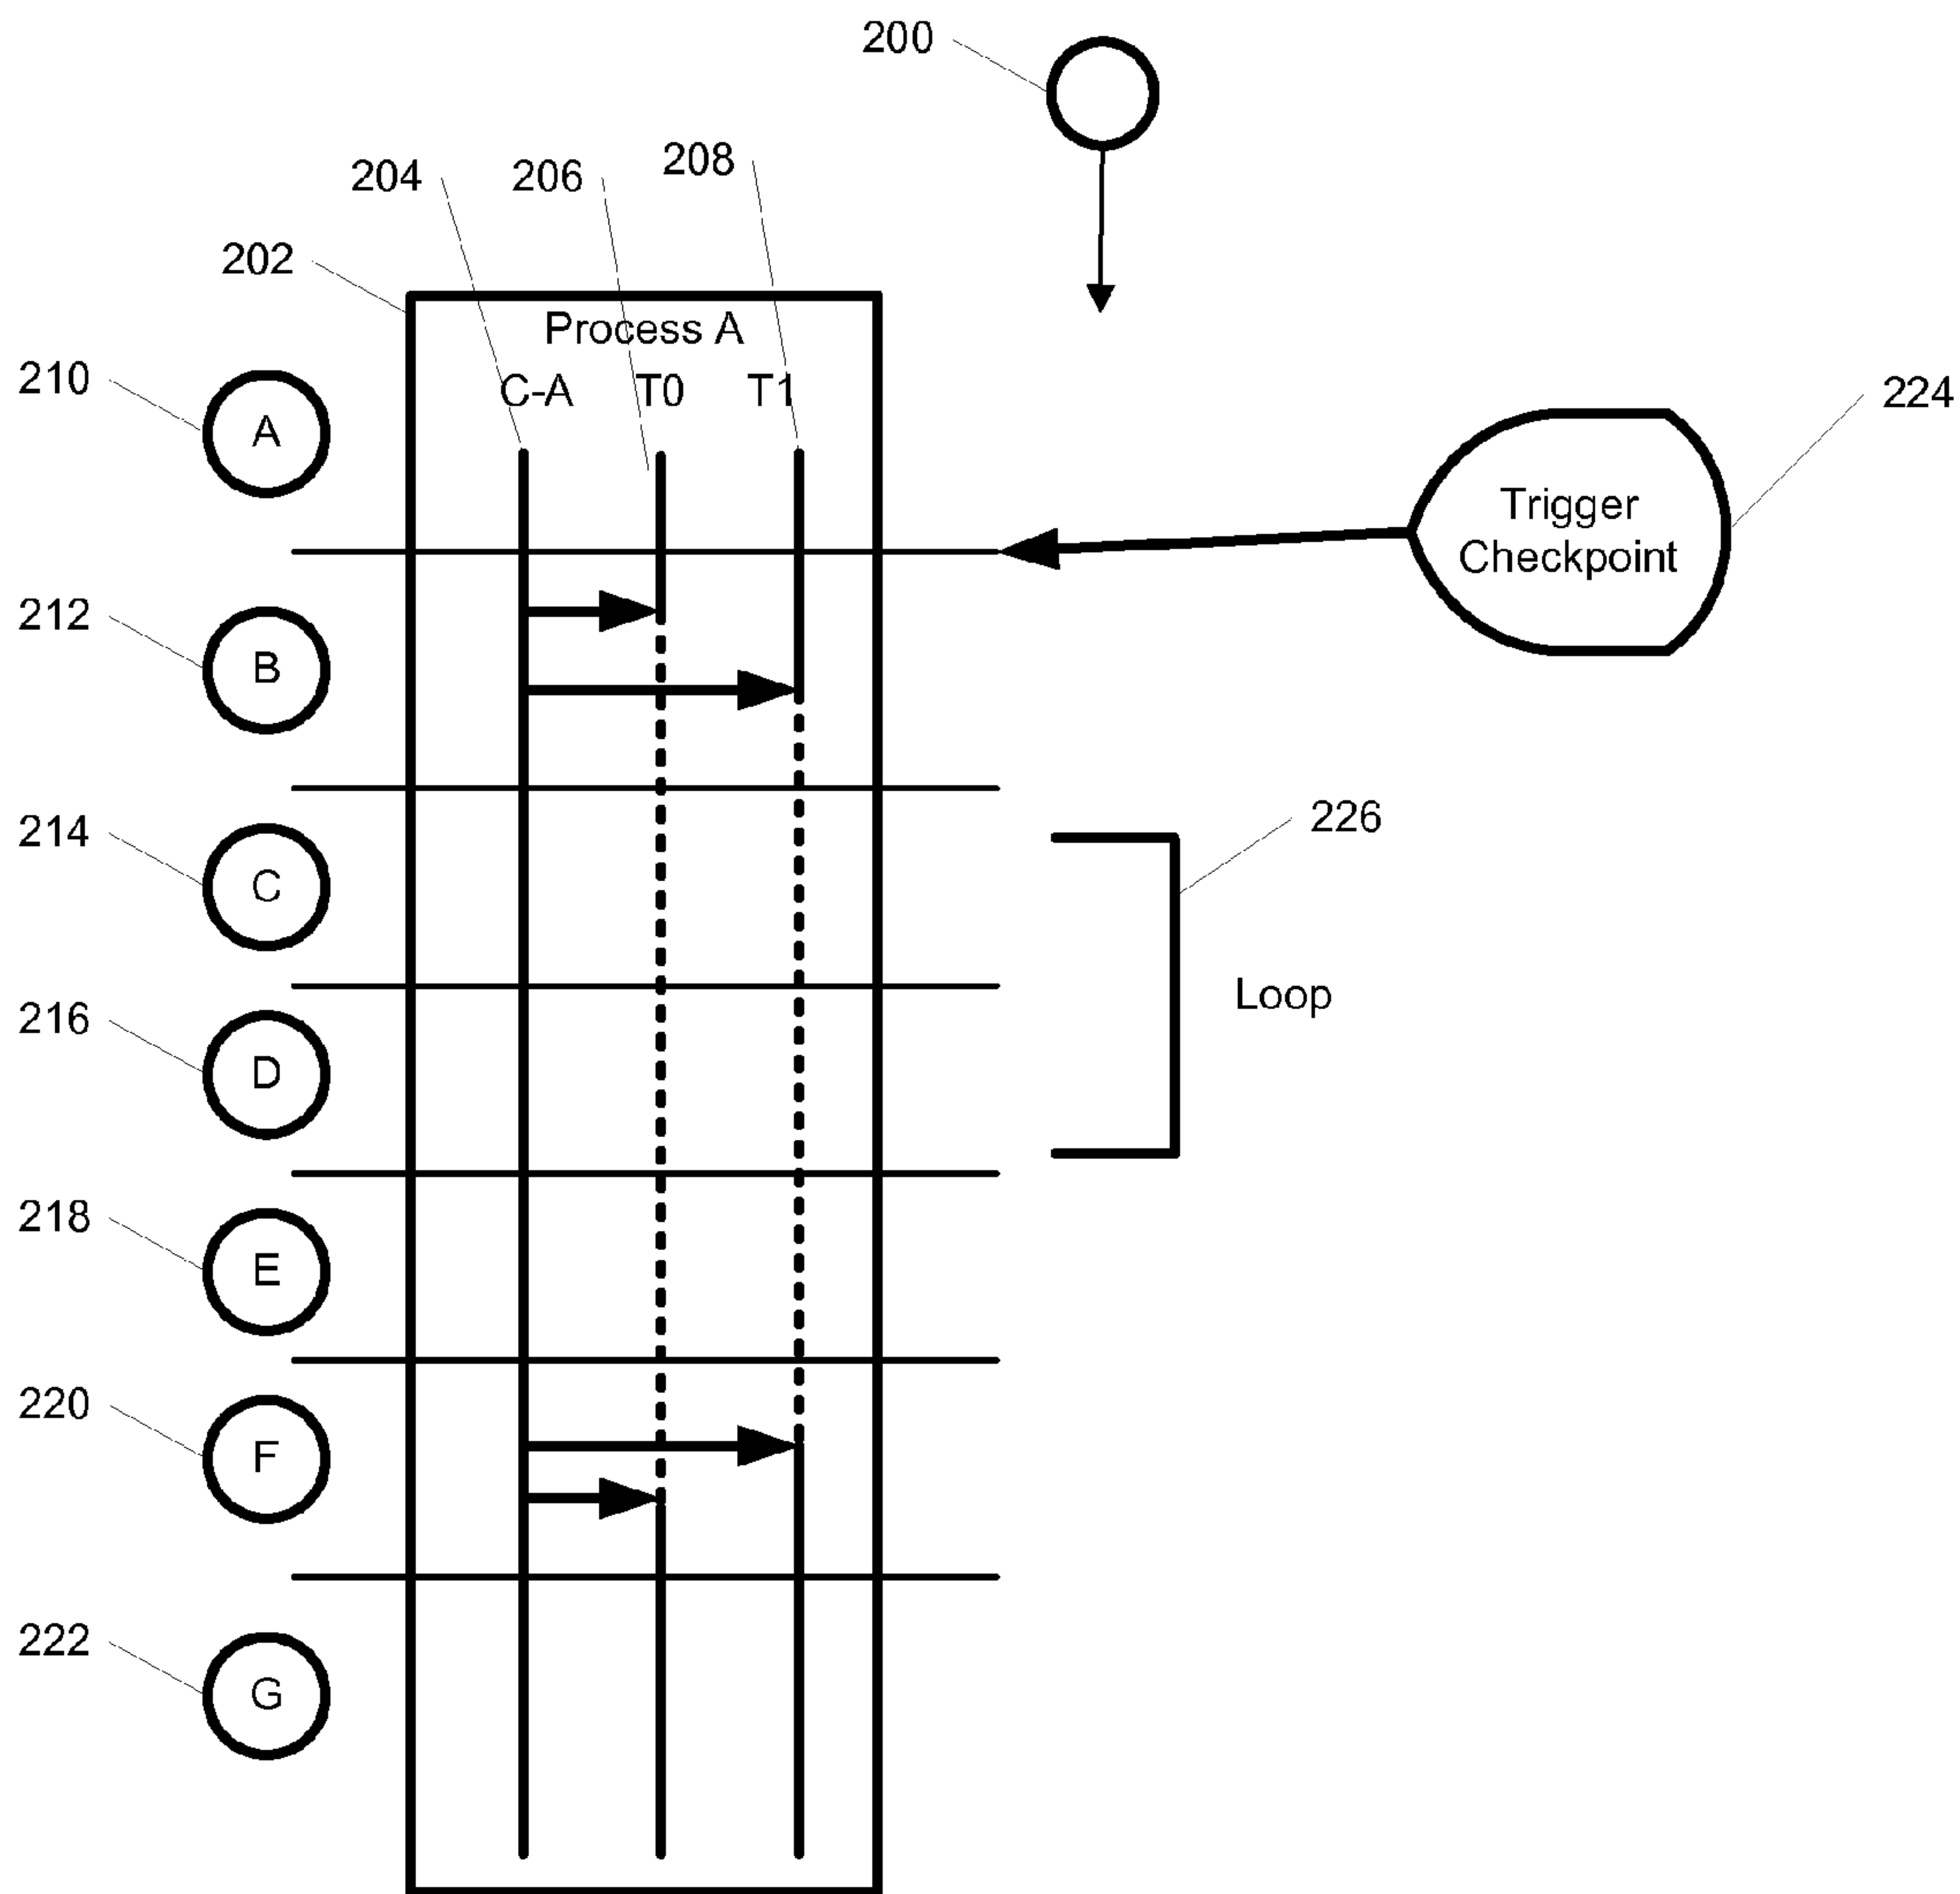 200
204 206 208
202
Process A
C-A T0 T1
210
A
224
Trigger
Checkpoint
212
B
214
C
226
216
D
Loop
218
E
220
F
222
G